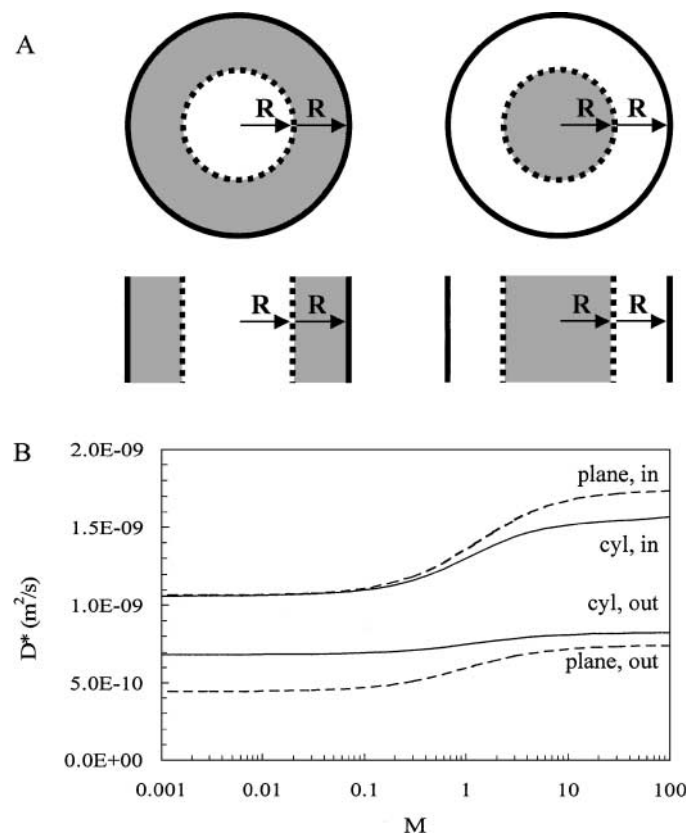 A
R R
R R
R R
R R
B
2.0E-09
plane, in
1.5E-09
cyl, in
D* (m²/s)
1.0E-09
cyl, out
5.0E-10
plane, out
0.0E+00
0.001 0.01 0.1 1 10 100
M